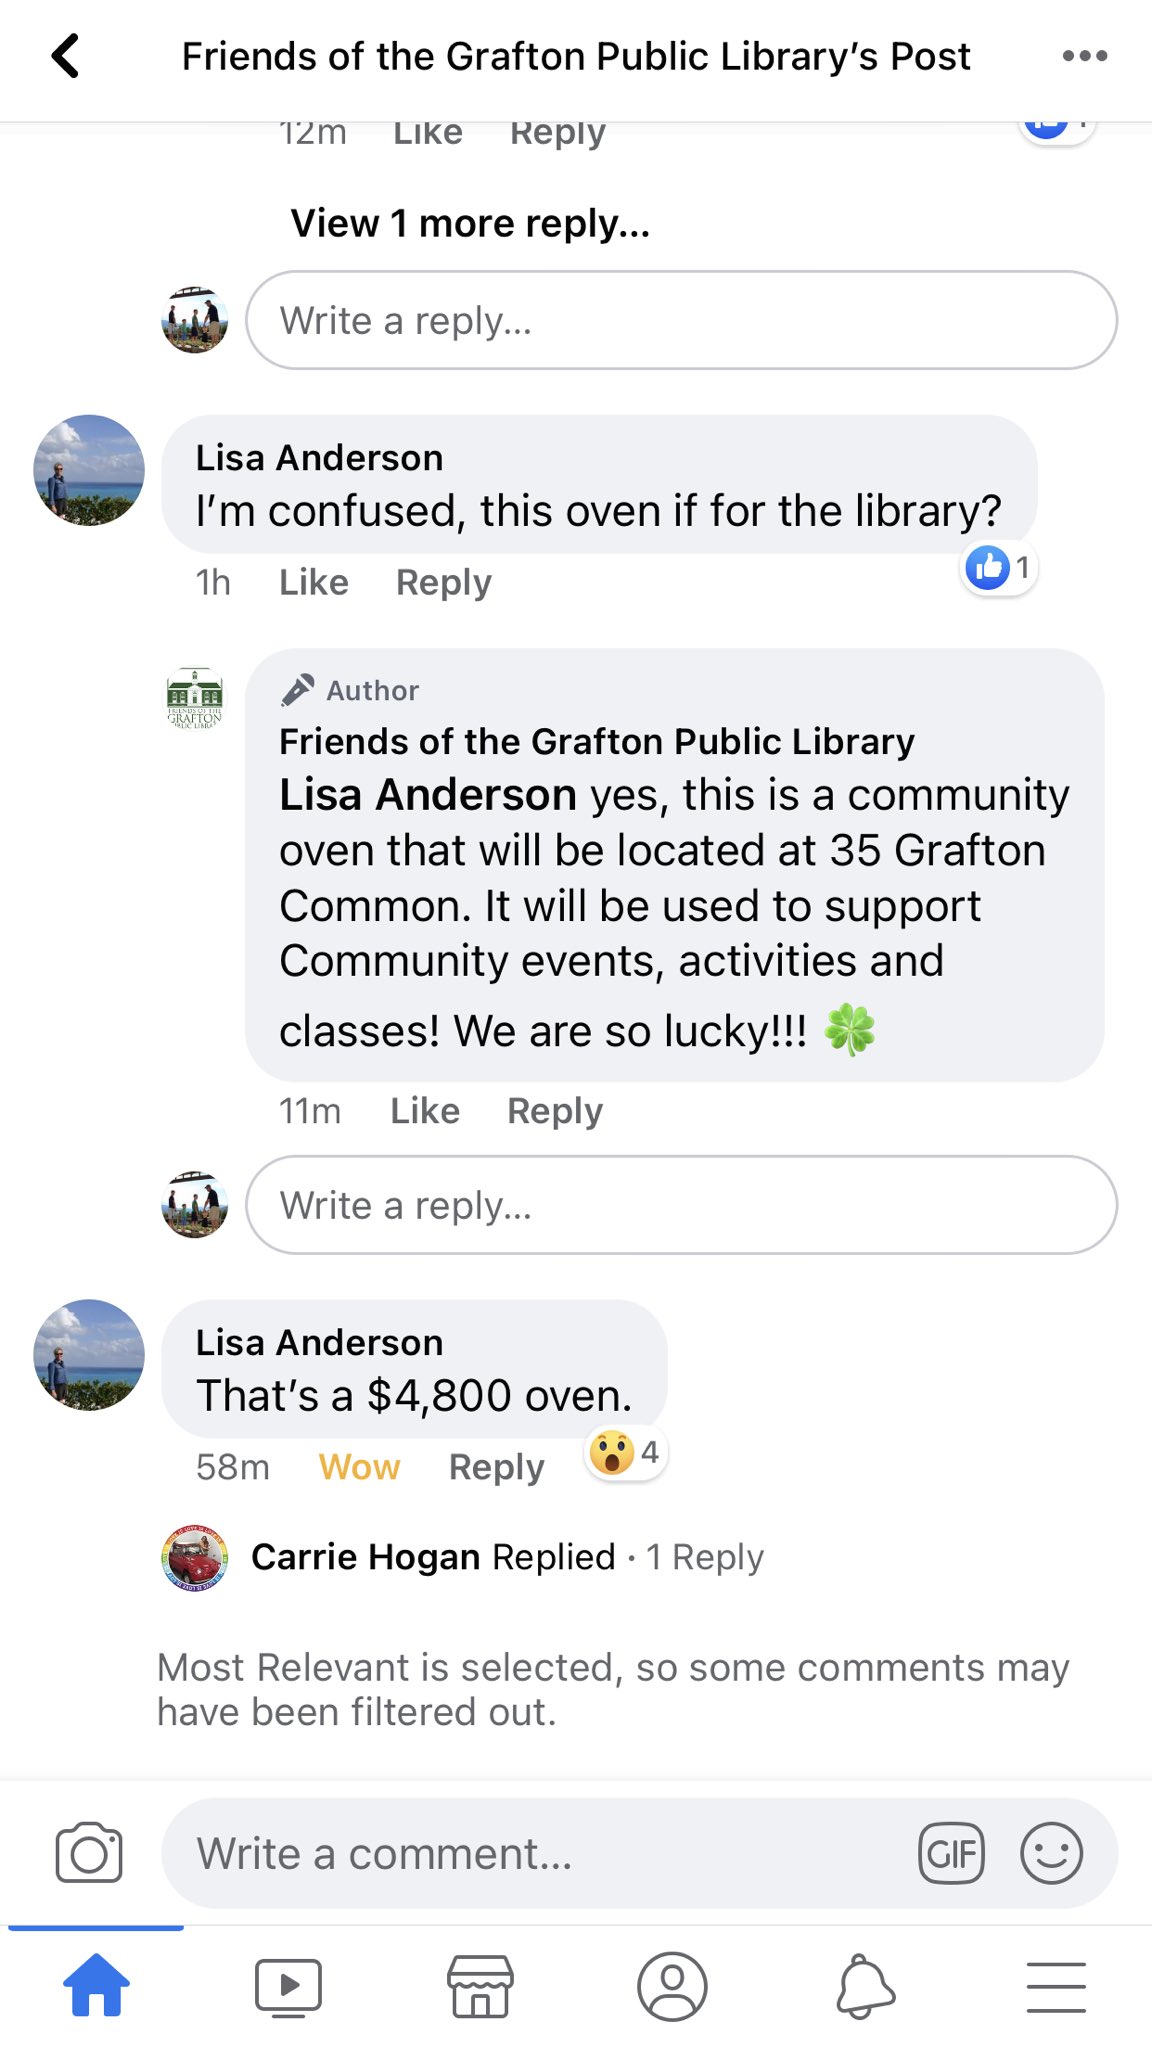 Friends of the Grafton Public Library’s Post
12m Like Reply
View 1 more reply...
Write a reply...
Lisa Anderson
I’m confused, this oven if for the library?
1h Like Reply 1
Author
FRIENDS OF THE
GRAFTON
Friends of the Grafton Public Library
Lisa Anderson yes, this is a community
oven that will be located at 35 Grafton
Common. It will be used to support
Community events, activities and
classes! We are so lucky!!! 🍀
11m Like Reply
Write a reply...
Lisa Anderson
That’s a $4,800 oven.
58m Wow Reply 4
Carrie Hogan Replied · 1 Reply
Most Relevant is selected, so some comments may
have been filtered out.
Write a comment...
GIF